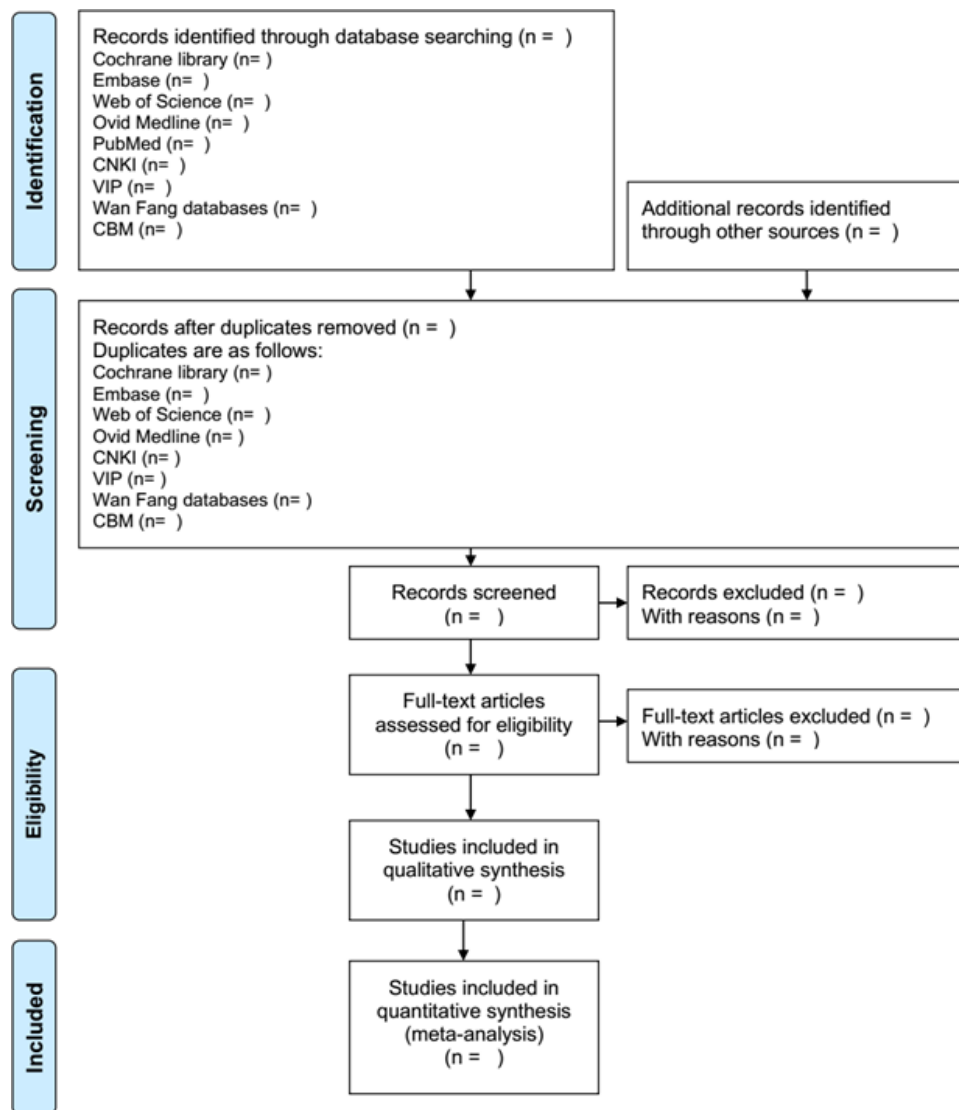 Identification
Records identified through database searching (n =  )
Cochrane library (n= )
Embase (n=  )
Web of Science (n=  )
Ovid Medline (n=  )
PubMed (n=  )
CNKI (n=  )
VIP (n=  )
Wan Fang databases (n=  )
CBM (n=  )
Additional records identified
through other sources (n =  )
Screening
Records after duplicates removed (n =  )
Duplicates are as follows:
Cochrane library (n= )
Embase (n=  )
Web of Science (n=  )
Ovid Medline (n= )
CNKI (n= )
VIP (n= )
Wan Fang databases (n= )
CBM (n=  )
Records screened
(n =  )
Records excluded (n =  )
With reasons (n =  )
Eligibility
Full-text articles
assessed for eligibility
(n =  )
Full-text articles excluded (n =  )
With reasons (n =  )
Studies included in
qualitative synthesis
(n =  )
Included
Studies included in
quantitative synthesis
(meta-analysis)
(n =  )